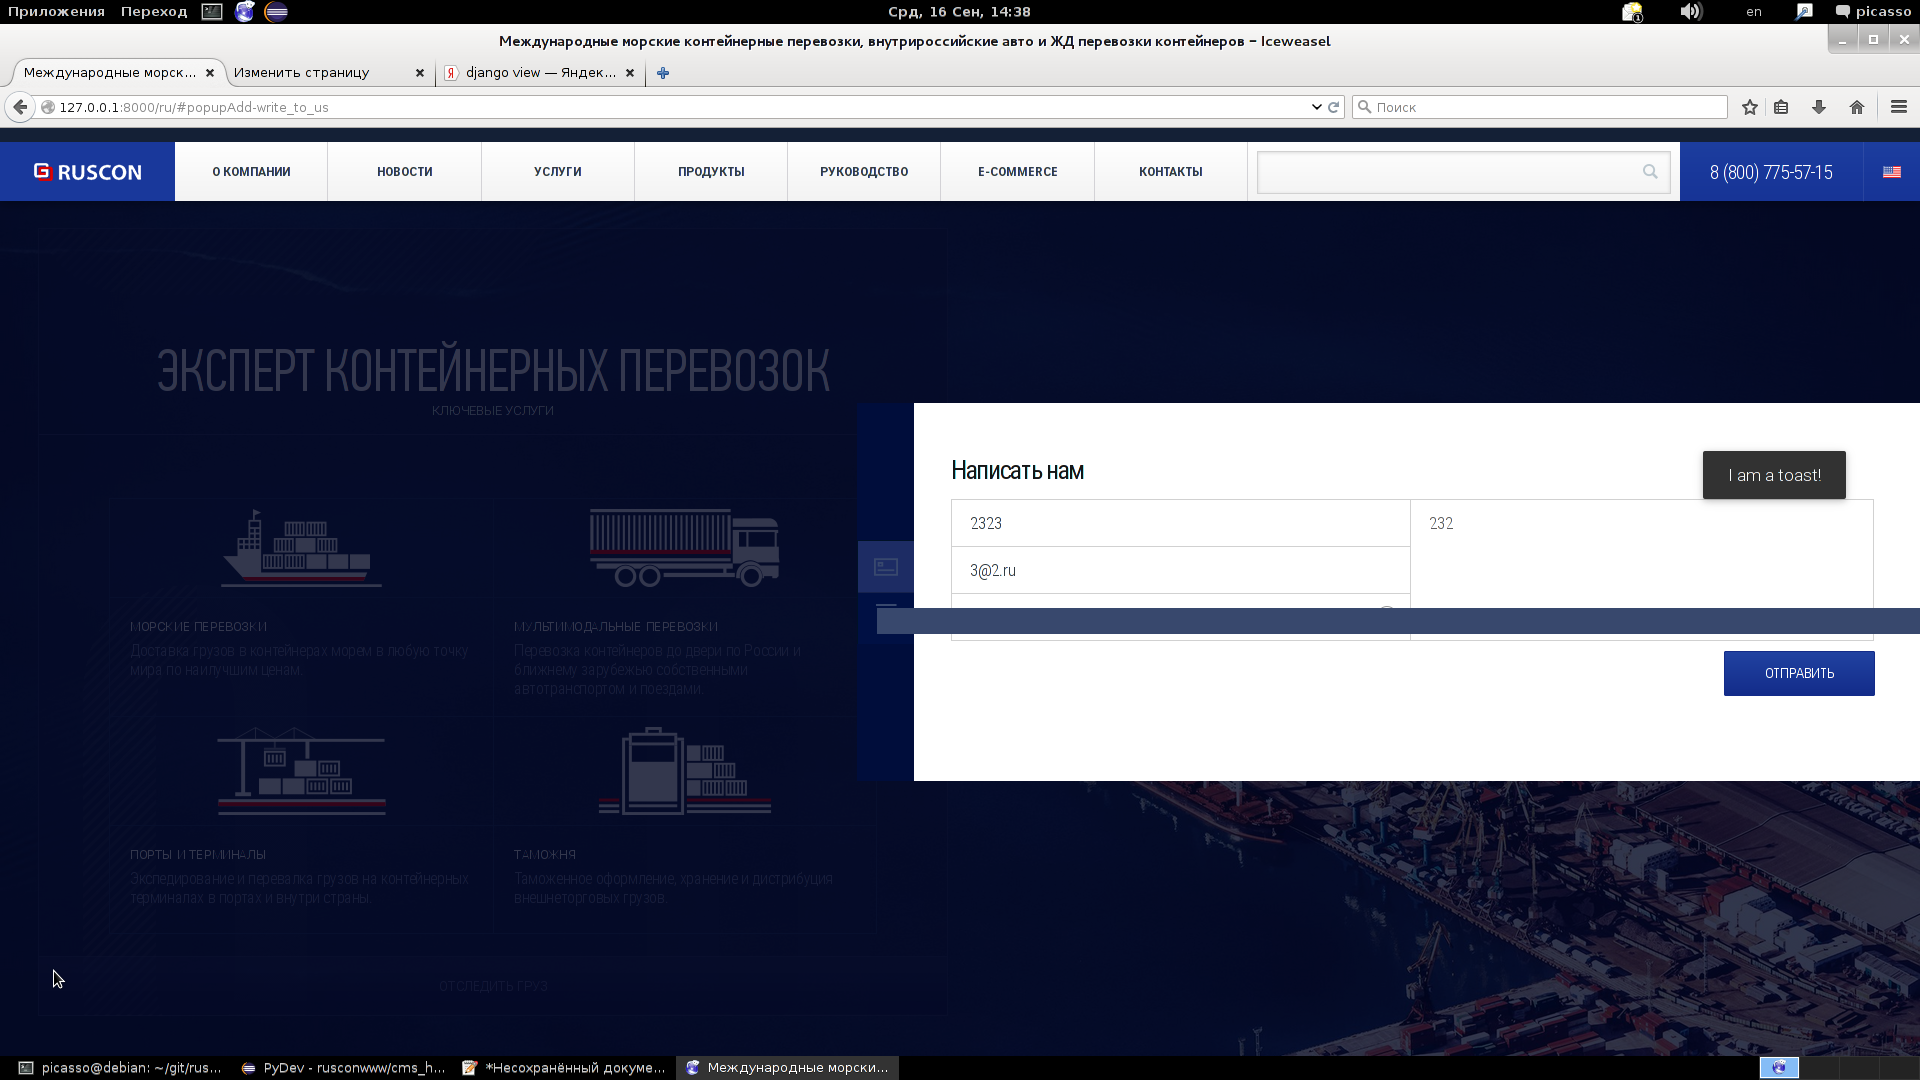 Приложения Переход Срд, 16 Сен, 14:38 en picasso
Международные морские контейнерные перевозки, внутрироссийские авто и ЖД перевозки контейнеров – Iceweasel
Международные морск... Изменить страницу django view — Яндек...
127.0.0.1:8000/ru/#popupAdd-write_to_us Поиск
RUSCON О КОМПАНИИ НОВОСТИ УСЛУГИ ПРОДУКТЫ РУКОВОДСТВО E-COMMERCE КОНТАКТЫ 8 (800) 775-57-15
ЭКСПЕРТ КОНТЕЙНЕРНЫХ ПЕРЕВОЗОК
КЛЮЧЕВЫЕ УСЛУГИ
Написать нам
I am a toast!
2323
232
3@2.ru
ОТПРАВИТЬ
МОРСКИЕ ПЕРЕВОЗКИ
Доставка грузов в контейнерах морем в любую точку
мира по наилучшим ценам.
МУЛЬТИМОДАЛЬНЫЕ ПЕРЕВОЗКИ
Перевозка контейнеров до двери по России и
ближнему зарубежью собственными
автотранспортом и поездами.
ПОРТЫ И ТЕРМИНАЛЫ
Экспедирование и перевалка грузов на контейнерных
терминалах в портах и внутри страны.
ТАМОЖНЯ
Таможенное оформление, хранение и дистрибуция
внешнеторговых грузов.
ОТСЛЕДИТЬ ГРУЗ
picasso@debian: ~/git/rus... PyDev - rusconwww/cms_h... *Несохранённый докуме... Международные морски...